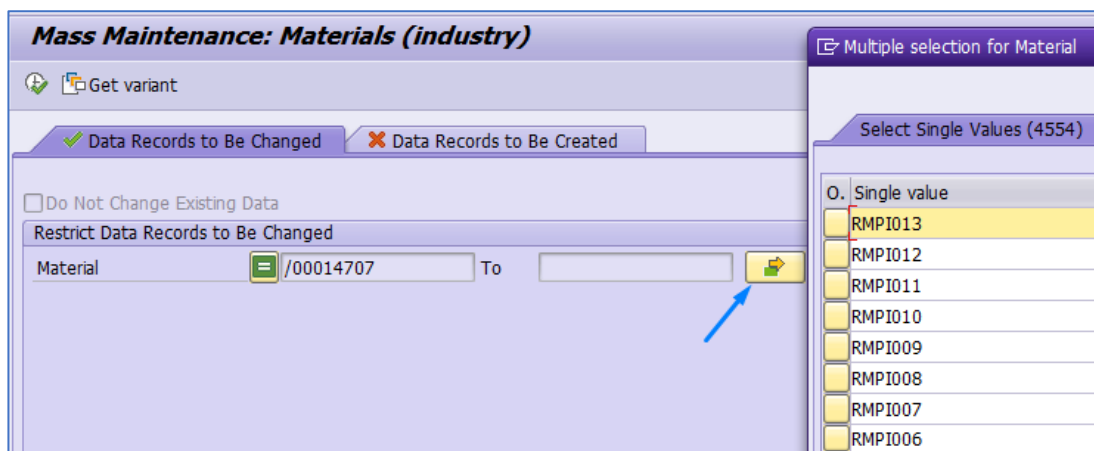 Mass Maintenance: Materials (industry)
Get variant
Data Records to Be Changed
Data Records to Be Created
Do Not Change Existing Data
Restrict Data Records to Be Changed
Material = /00014707 To
Multiple selection for Material
Select Single Values (4554)
O. Single value
RMPI013
RMPI012
RMPI011
RMPI010
RMPI009
RMPI008
RMPI007
RMPI006